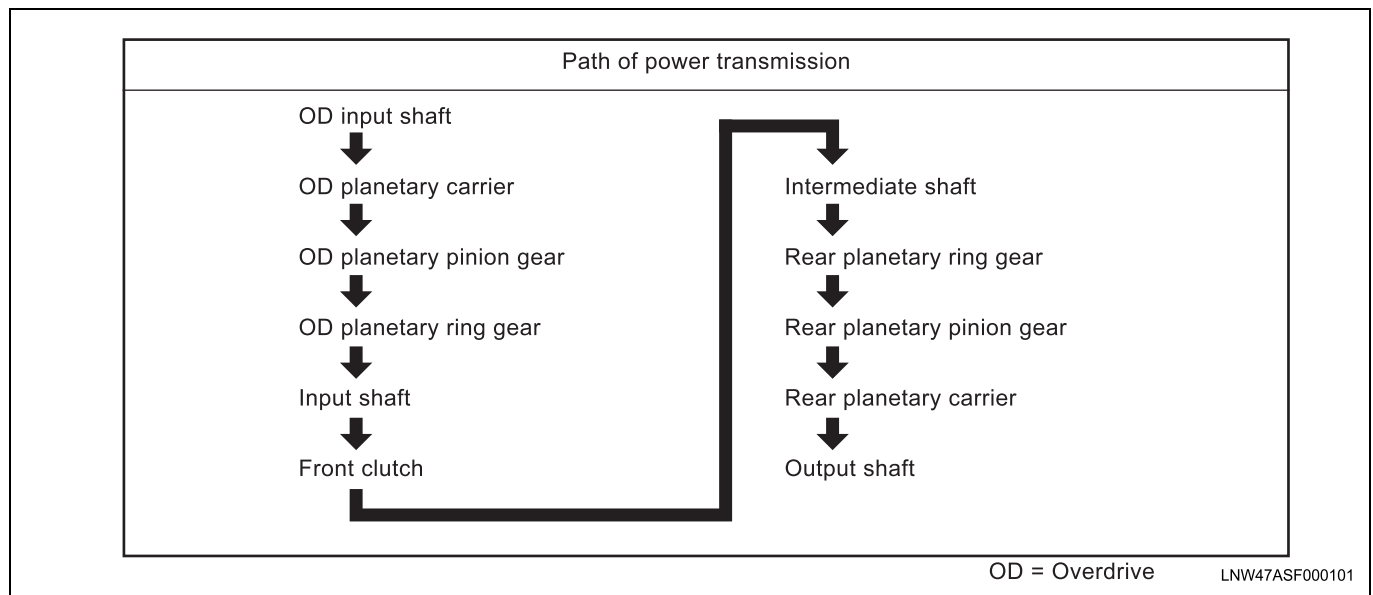 Path of power transmission
OD input shaft
OD planetary carrier
OD planetary pinion gear
OD planetary ring gear
Input shaft
Front clutch
Intermediate shaft
Rear planetary ring gear
Rear planetary pinion gear
Rear planetary carrier
Output shaft
OD = Overdrive
LNW47ASF000101